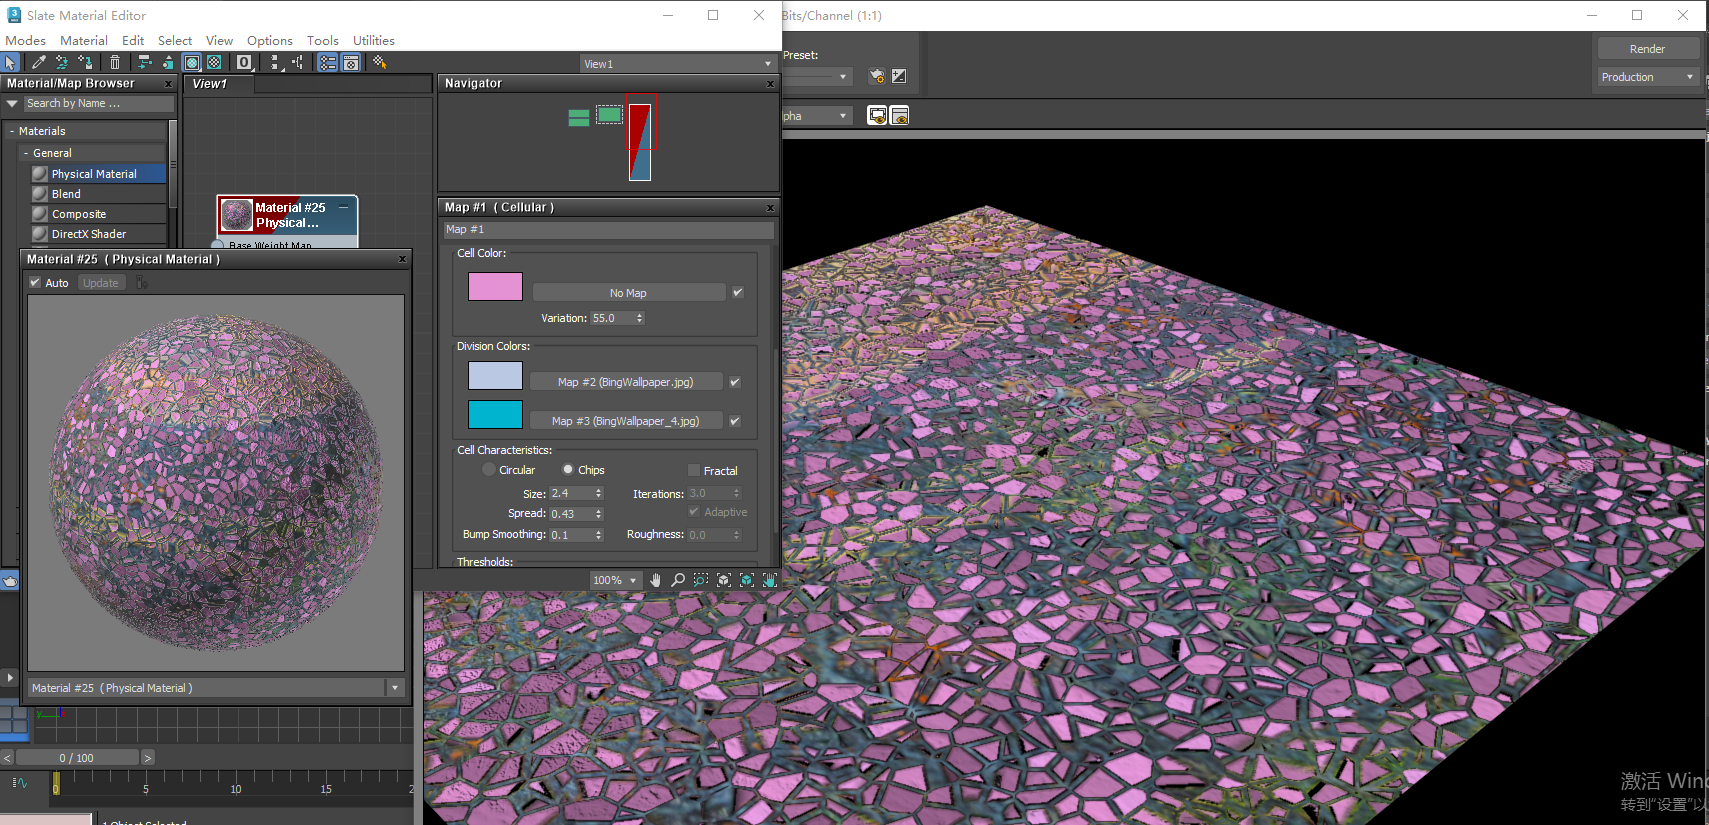 Slate Material Editor
Bits/Channel (1:1)
Modes Material Edit Select View Options Tools Utilities
Preset:
Render
View1
Production
Material/Map Browser x
View1
Navigator x
Search by Name ...
pha
- Materials
- General
Physical Material
Blend
Composite
DirectX Shader
Material #25
Physical...
Base Weight Map
Map #1 ( Cellular ) x
Map #1
Cell Color:
No Map
Variation: 55.0
Division Colors:
Map #2 (BingWallpaper.jpg)
Map #3 (BingWallpaper_4.jpg)
Cell Characteristics:
Circular Chips Fractal
Size: 2.4 Iterations: 3.0
Spread: 0.43 Adaptive
Bump Smoothing: 0.1 Roughness: 0.0
Thresholds:
100%
Material #25 ( Physical Material ) x
Auto Update
Material #25 ( Physical Material )
y
< 0 / 100 >
0 5 10 15 2
1 Object Selected
激活 Wind
转到"设置"以